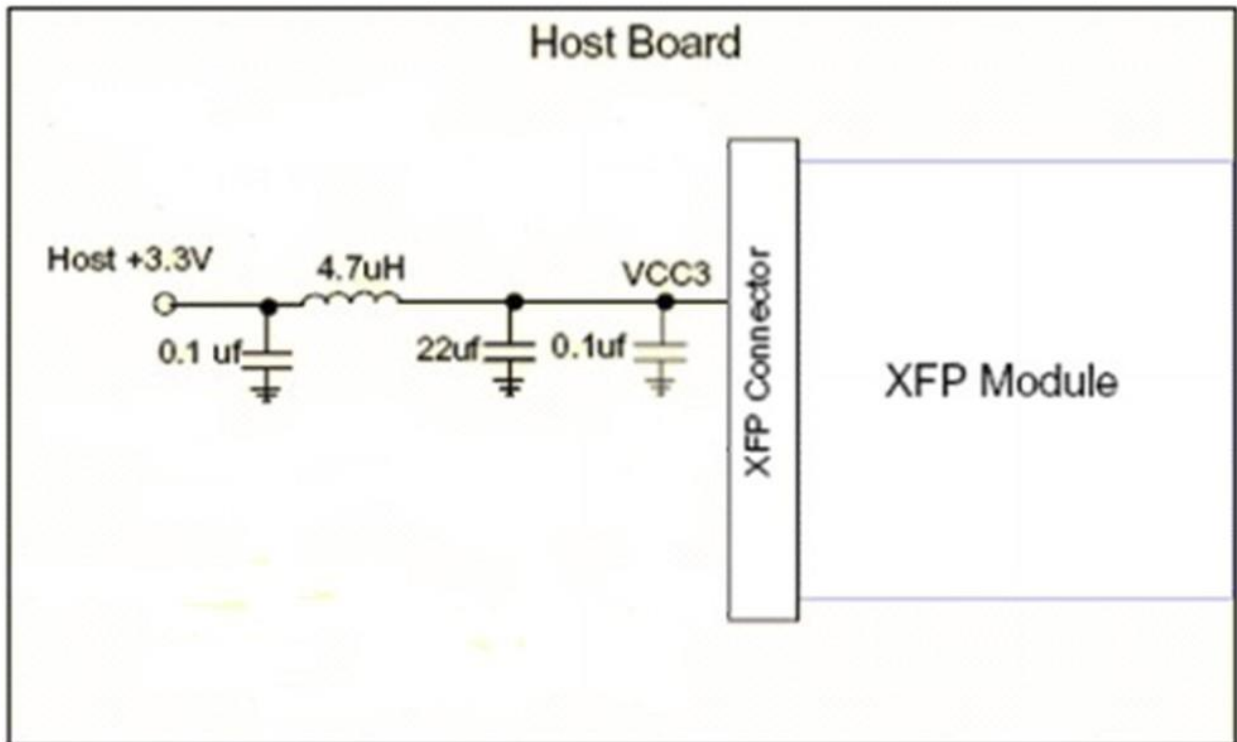 Host Board
Host +3.3V
4.7uH
VCC3
0.1 uf
22uf
0.1uf
XFP Connector
XFP Module